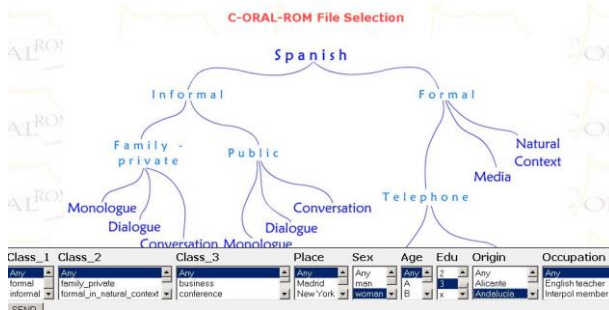 C-ORAL-ROM File Selection
Spanish
Informal Formal
Family - private Public Natural Context
Media
Telephone
Monologue Conversation
Dialogue Dialogue
Conversation Monologue
Class_1 Class_2 Class_3 Place Sex Age Edu Origin Occupation
Any Any Any Any Any Any 2 Any Any
formal family_private business Madrid man A 3 Alicante English teacher
informal formal_in_natural_context conference New York woman B x Andalucía Interpol member
SEND